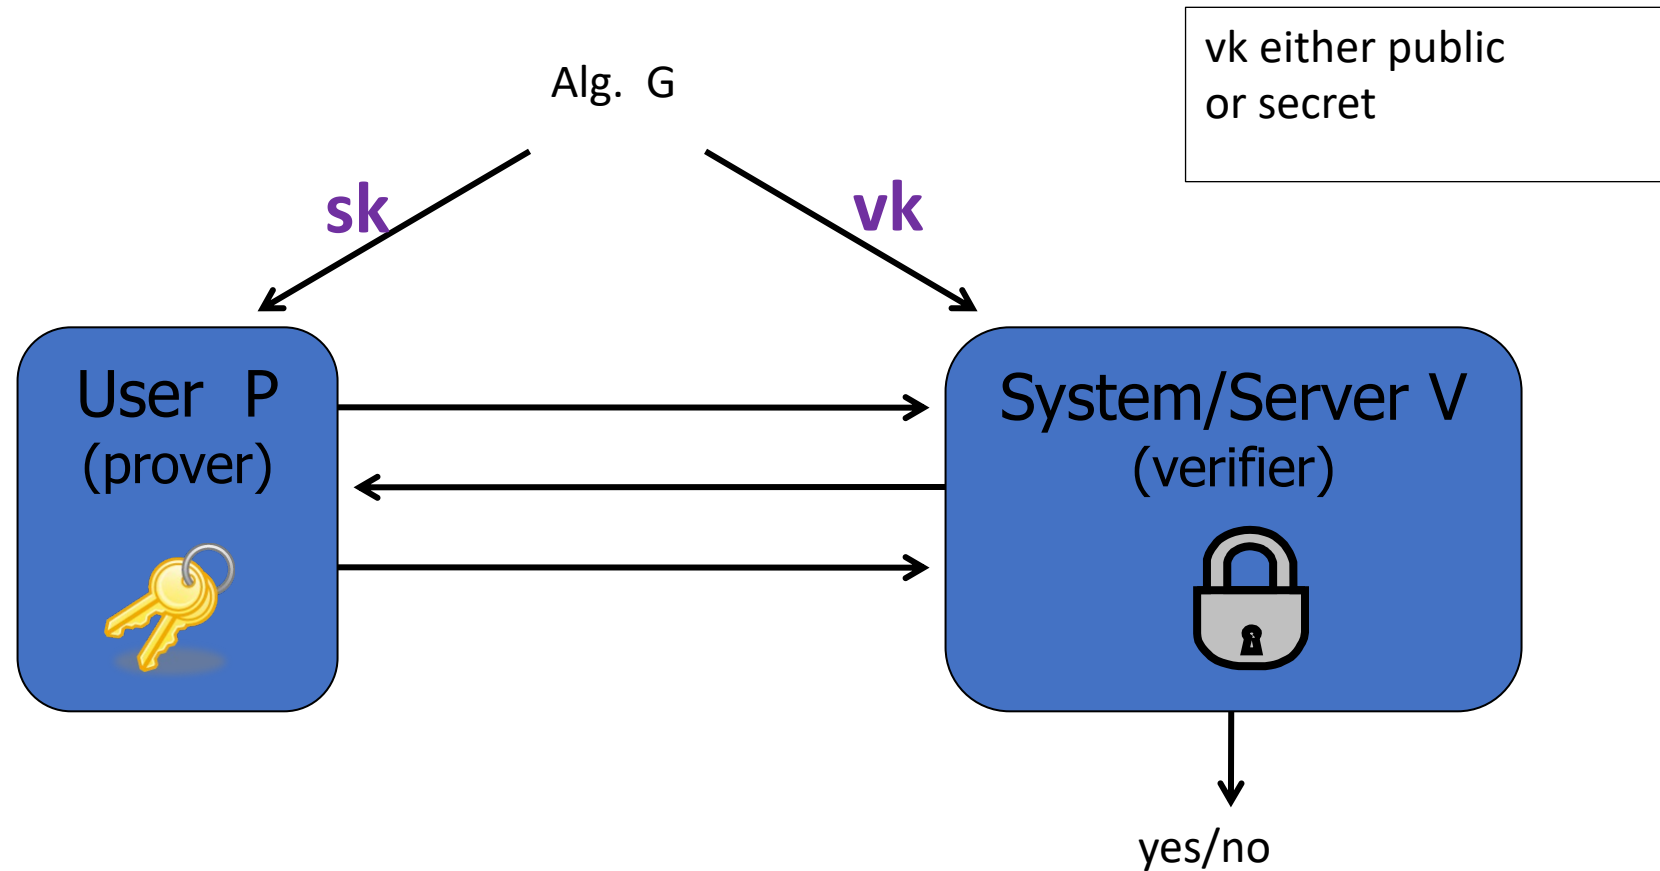 vk either public
or secret
Alg. G
sk
vk
User P
(prover)
System/Server V
(verifier)
yes/no